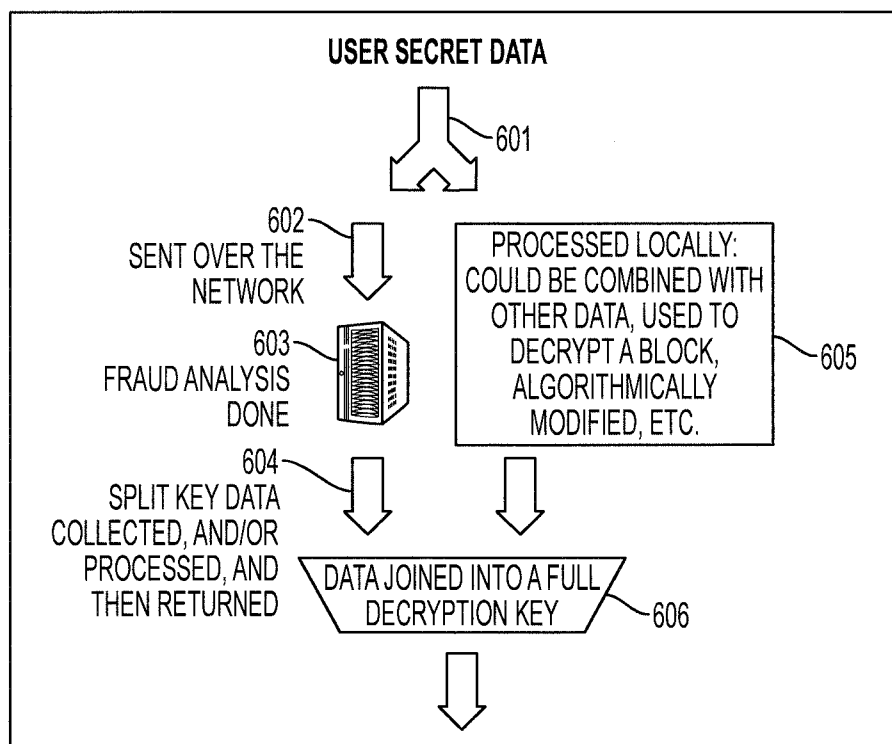 USER SECRET DATA
601
602
SENT OVER THE
NETWORK
603
FRAUD ANALYSIS
DONE
604
SPLIT KEY DATA
COLLECTED, AND/OR
PROCESSED, AND
THEN RETURNED
PROCESSED LOCALLY:
COULD BE COMBINED WITH
OTHER DATA, USED TO
DECRYPT A BLOCK,
ALGORITHMICALLY
MODIFIED, ETC.
605
DATA JOINED INTO A FULL
DECRYPTION KEY
606